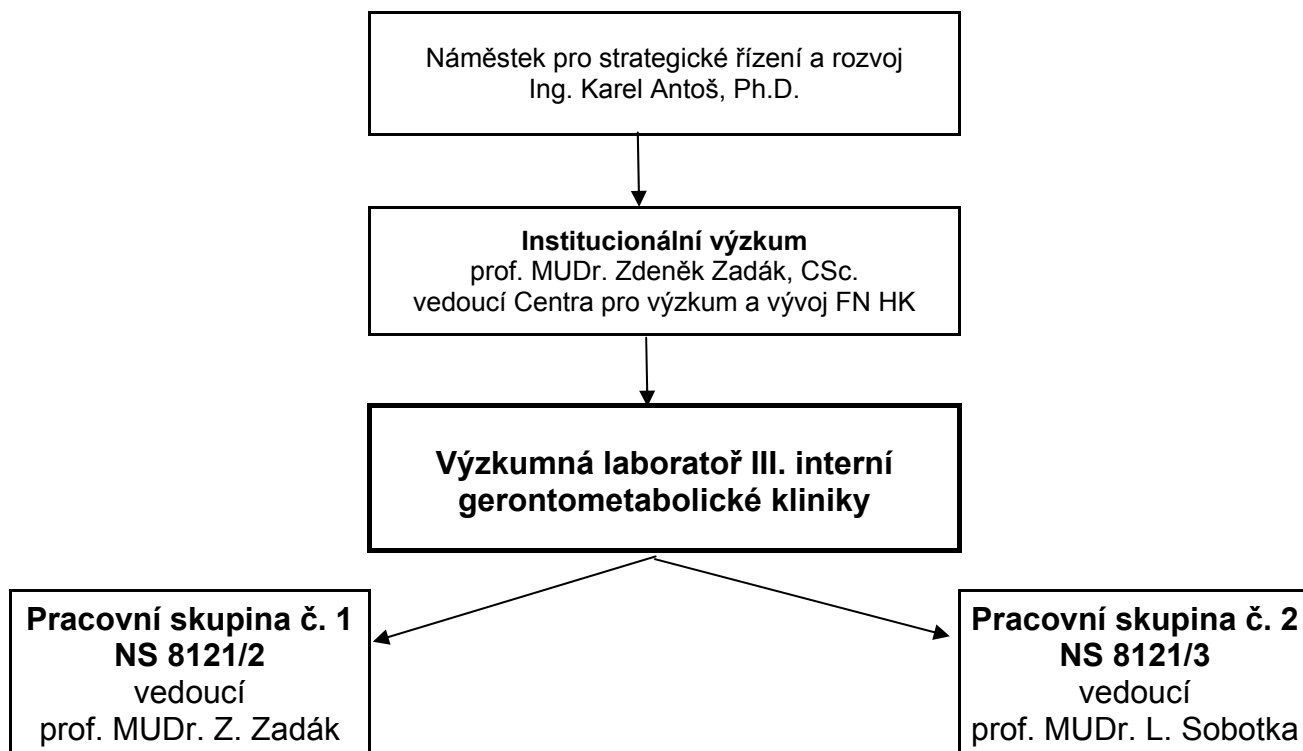 Náměstek pro strategické řízení a rozvoj
Ing. Karel Antoš, Ph.D.
Institucionální výzkum
prof. MUDr. Zdeněk Zadák, CSc.
vedoucí Centra pro výzkum a vývoj FN HK
Výzkumná laboratoř III. interní
gerontometabolické kliniky
Pracovní skupina č. 1
NS 8121/2
vedoucí
prof. MUDr. Z. Zadák
Pracovní skupina č. 2
NS 8121/3
vedoucí
prof. MUDr. L. Sobotka